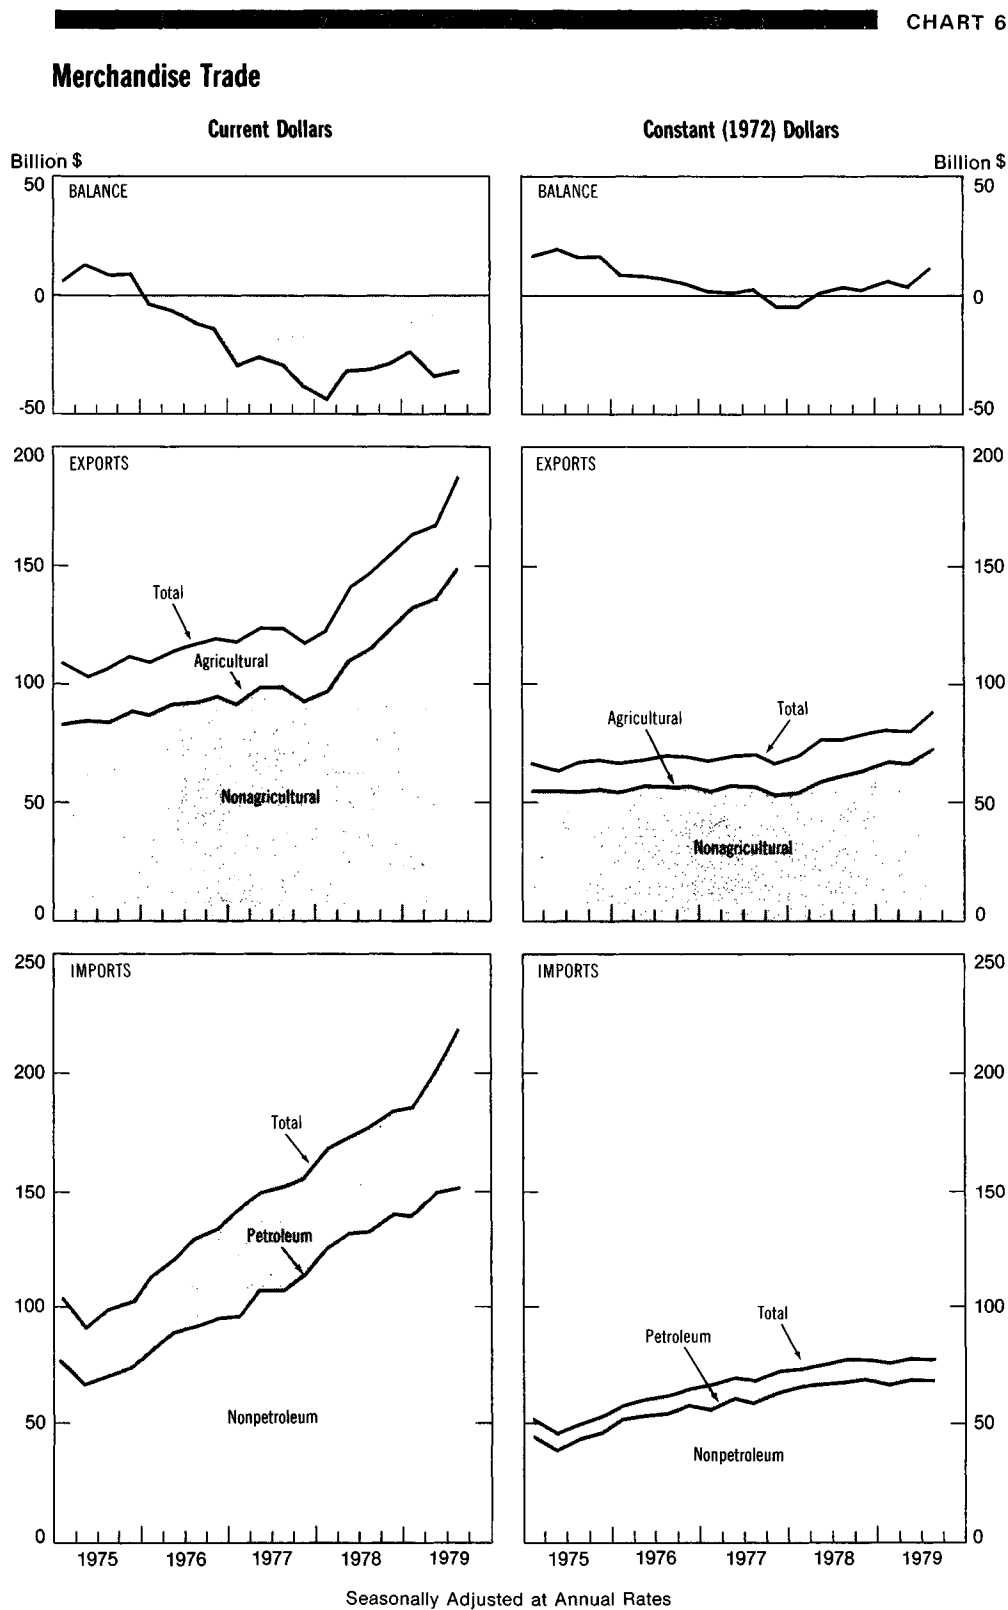 CHART 6
Merchandise Trade
Current Dollars
Constant (1972) Dollars
Billion $
Billion $
50
BALANCE
0
-50
BALANCE
50
0
-50
200
EXPORTS
150
Total
Agricultural
100
Nonagricultural
50
0
EXPORTS
200
150
100
Agricultural
Total
50
Nonagricultural
0
250
IMPORTS
200
Total
150
Petroleum
100
Nonpetroleum
50
0
1975 1976 1977 1978 1979
IMPORTS
250
200
150
100
Total
Petroleum
50
Nonpetroleum
0
1975 1976 1977 1978 1979
Seasonally Adjusted at Annual Rates